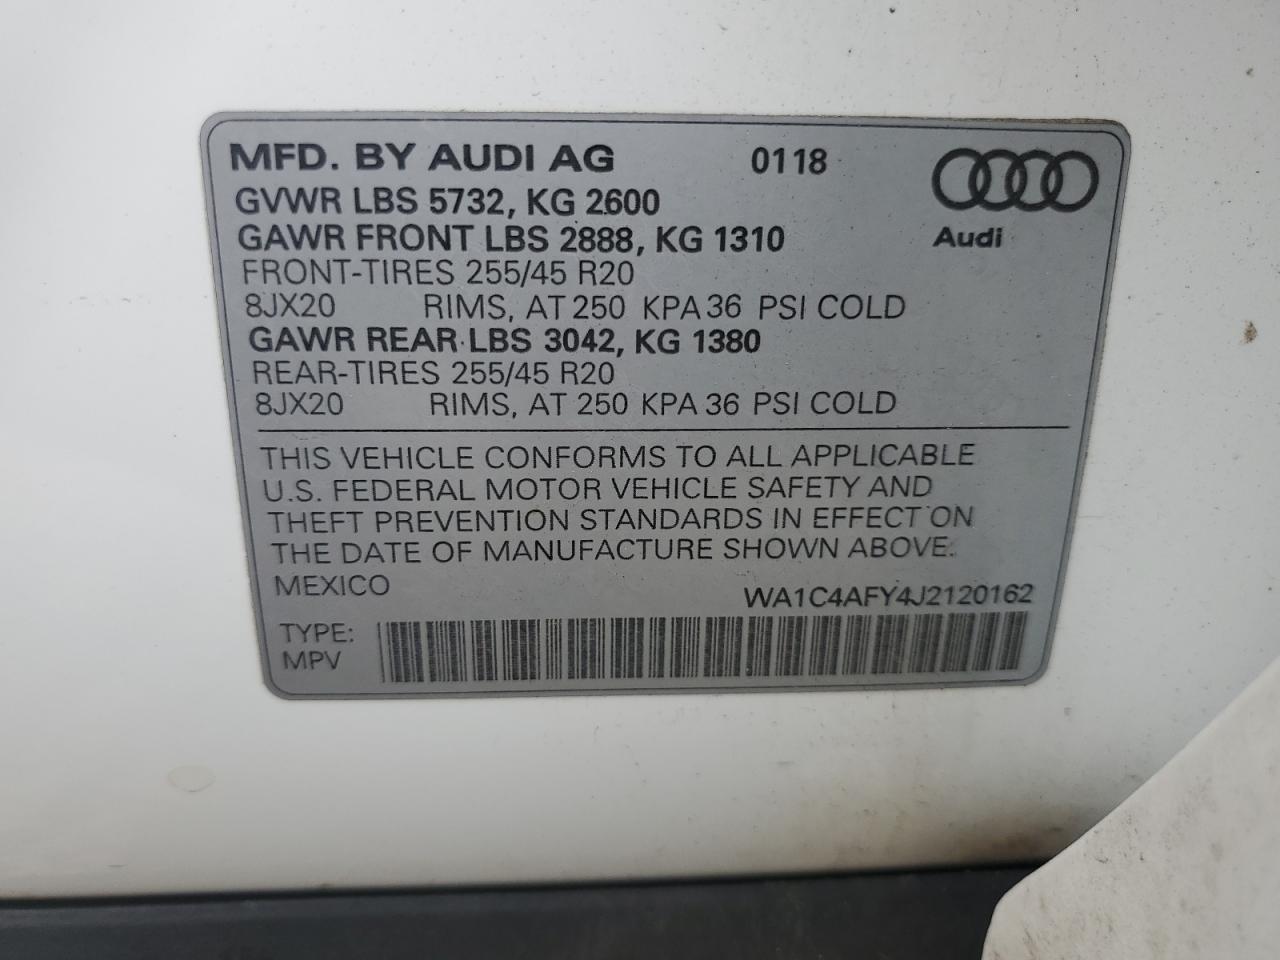 MFD. BY AUDI AG 0118
GVWR LBS 5732, KG 2600
GAWR FRONT LBS 2888, KG 1310
Audi
FRONT-TIRES 255/45 R20
8JX20 RIMS, AT 250 KPA 36 PSI COLD
GAWR REAR LBS 3042, KG 1380
REAR-TIRES 255/45 R20
8JX20 RIMS, AT 250 KPA 36 PSI COLD
THIS VEHICLE CONFORMS TO ALL APPLICABLE
U.S. FEDERAL MOTOR VEHICLE SAFETY AND
THEFT PREVENTION STANDARDS IN EFFECT ON
THE DATE OF MANUFACTURE SHOWN ABOVE.
MEXICO
WA1C4AFY4J2120162
TYPE:
MPV